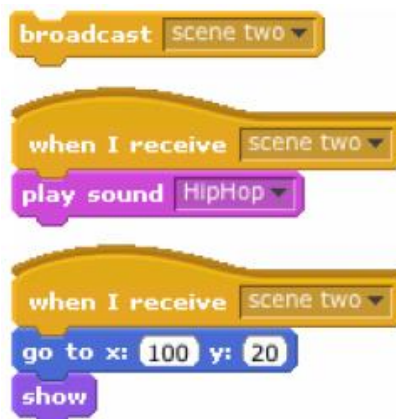 broadcast scene two
when I receive scene two
play sound HipHop
when I receive scene two
go to x: 100 y: 20
show